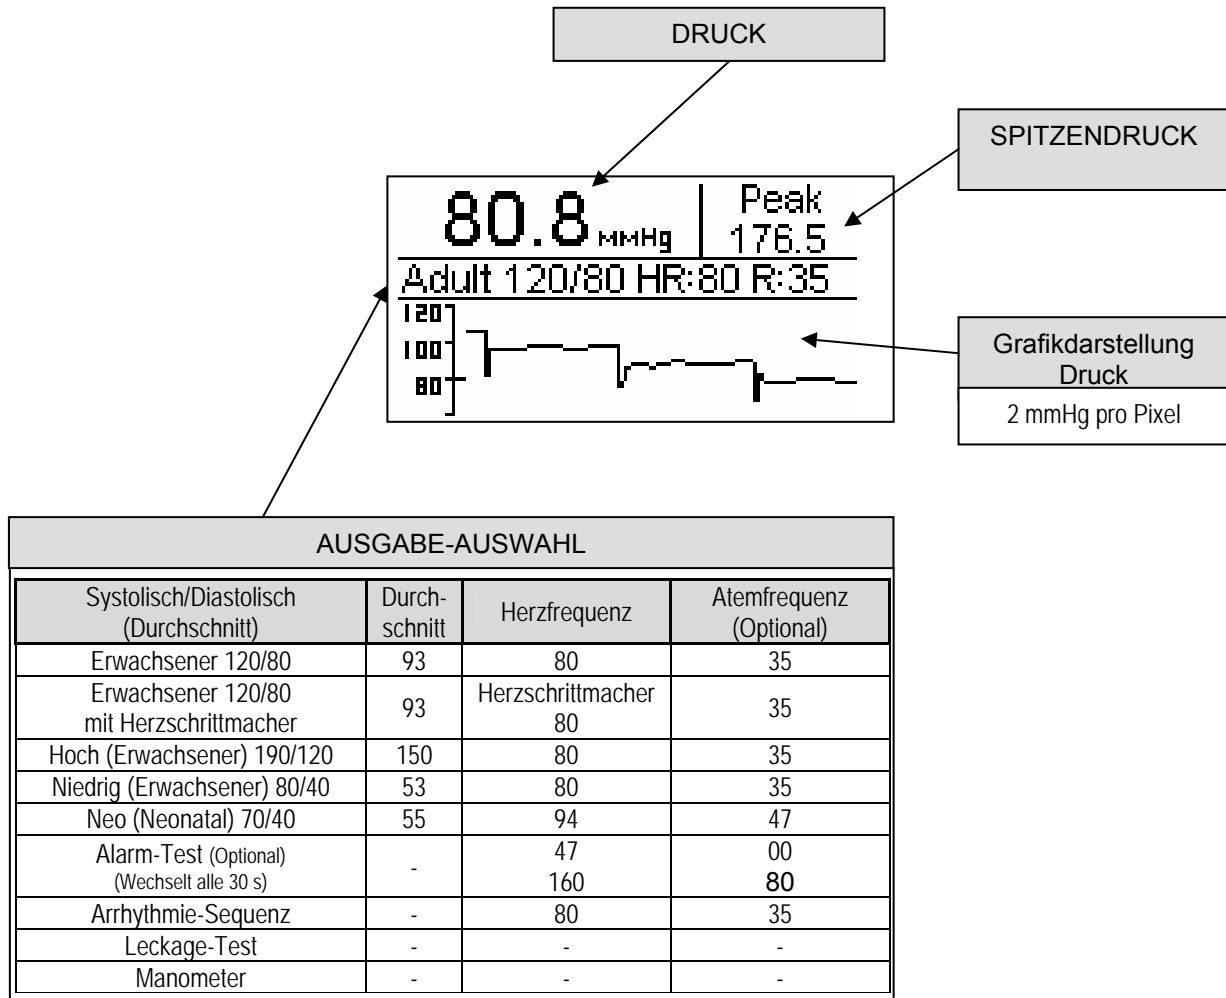 DRUCK
SPITZENDRUCK
80.8 MMHg
Peak
176.5
Adult 120/80 HR:80 R:35
120
100
80
Grafikdarstellung
Druck
2 mmHg pro Pixel
AUSGABE-AUSWAHL
Systolisch/Diastolisch
(Durchschnitt)
Durch-
schnitt
Herzfrequenz
Atemfrequenz
(Optional)
Erwachsener 120/80 93 80 35
Erwachsener 120/80
mit Herzschrittmacher
93
Herzschrittmacher
80
35
Hoch (Erwachsener) 190/120 150 80 35
Niedrig (Erwachsener) 80/40 53 80 35
Neo (Neonatal) 70/40 55 94 47
Alarm-Test (Optional)
(Wechselt alle 30 s)
-
47 00
160 80
Arrhythmie-Sequenz - 80 35
Leckage-Test - - -
Manometer - - -